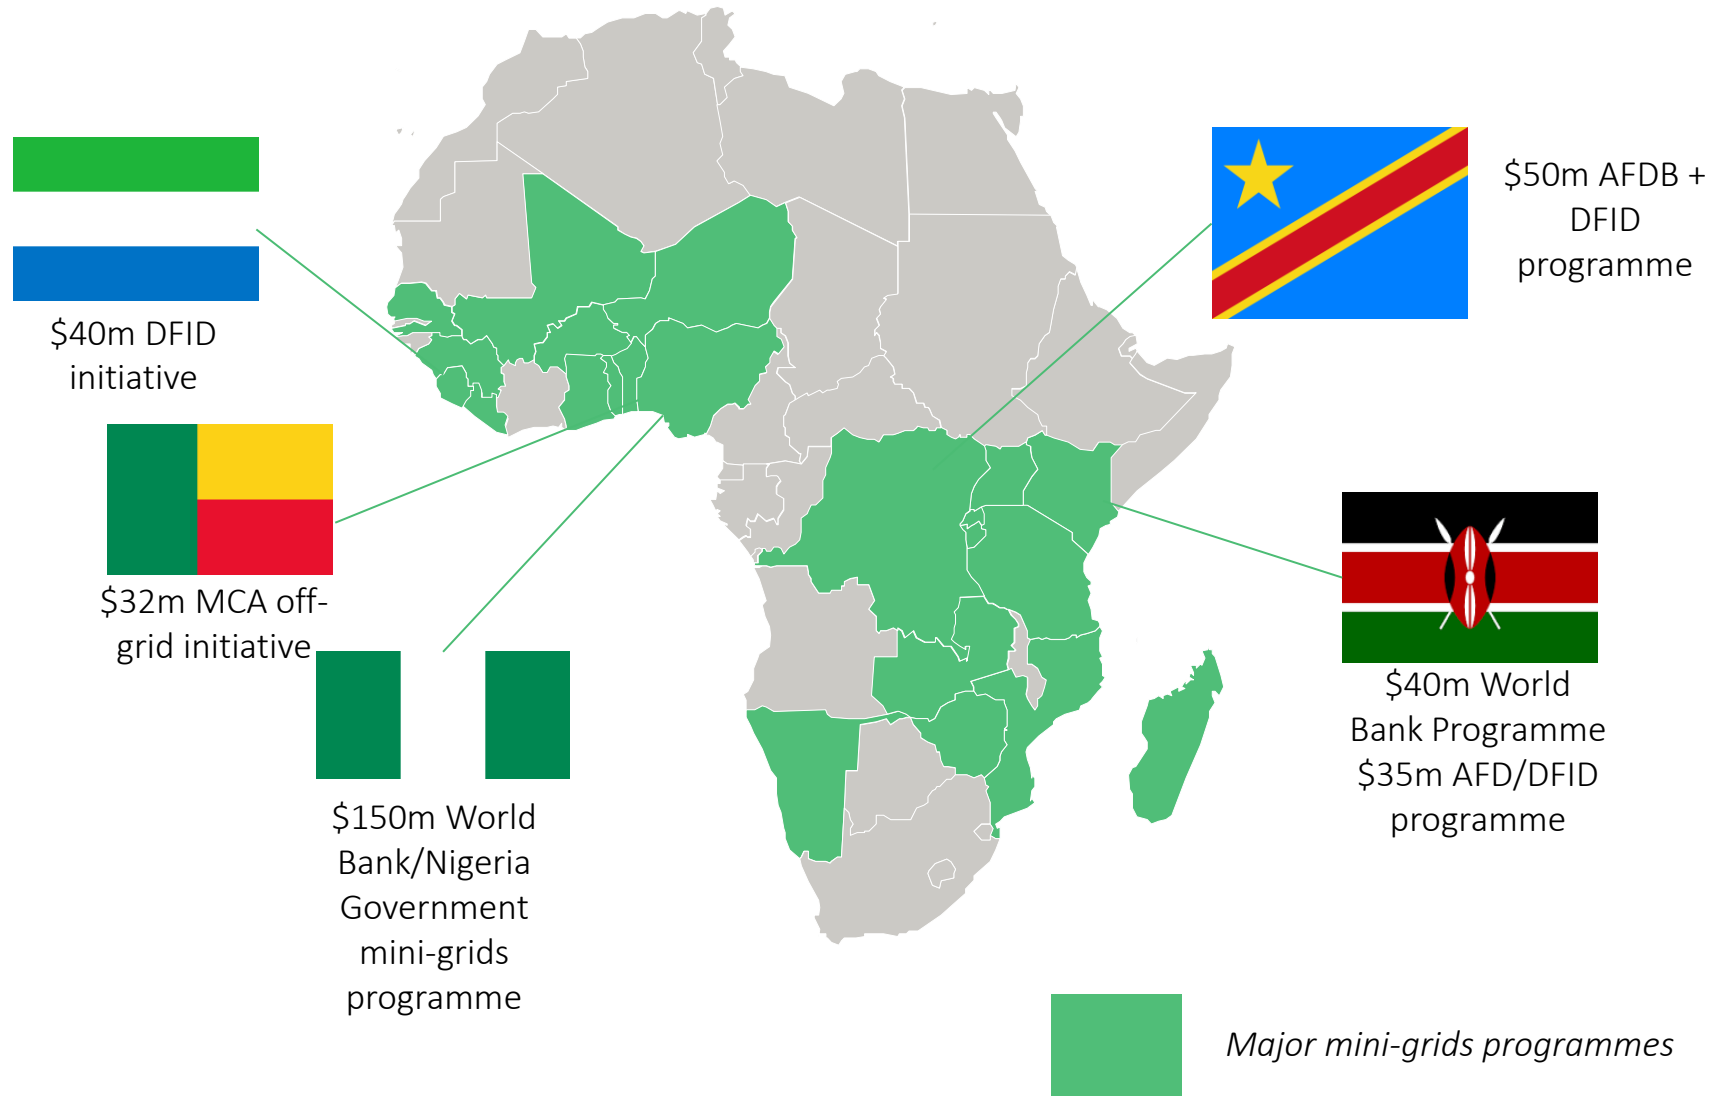 $40m DFID
initiative
$32m MCA off-
grid initiative
$150m World
Bank/Nigeria
Government
mini-grids
programme
$50m AFDB +
DFID
programme
$40m World
Bank Programme
$35m AFD/DFID
programme
Major mini-grids programmes